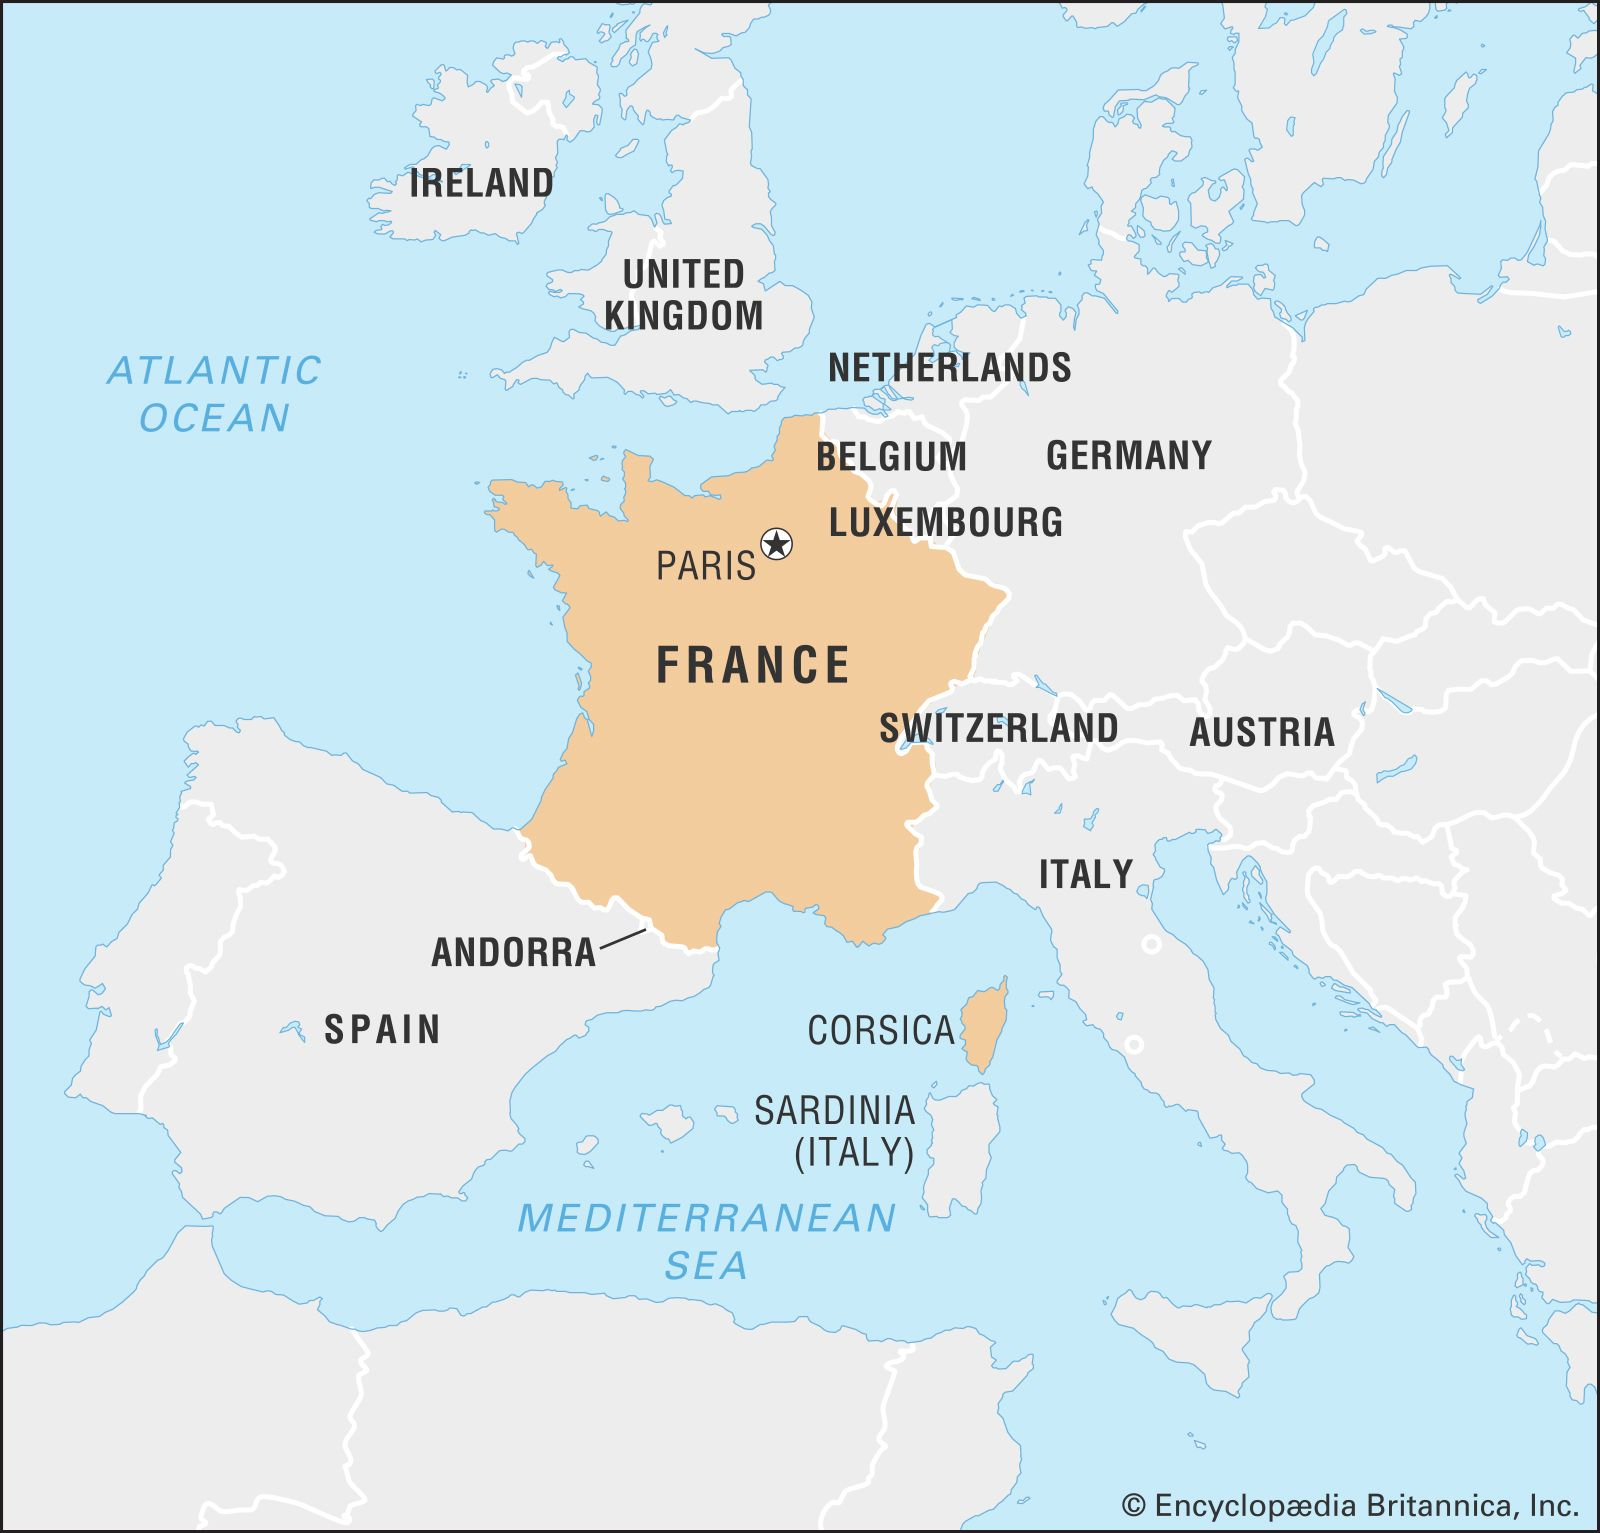 IRELAND
UNITED
KINGDOM
ATLANTIC
OCEAN
NETHERLANDS
BELGIUM
GERMANY
LUXEMBOURG
PARIS
FRANCE
SWITZERLAND
AUSTRIA
ITALY
ANDORRA
SPAIN
CORSICA
SARDINIA
(ITALY)
MEDITERRANEAN
SEA
© Encyclopædia Britannica, Inc.